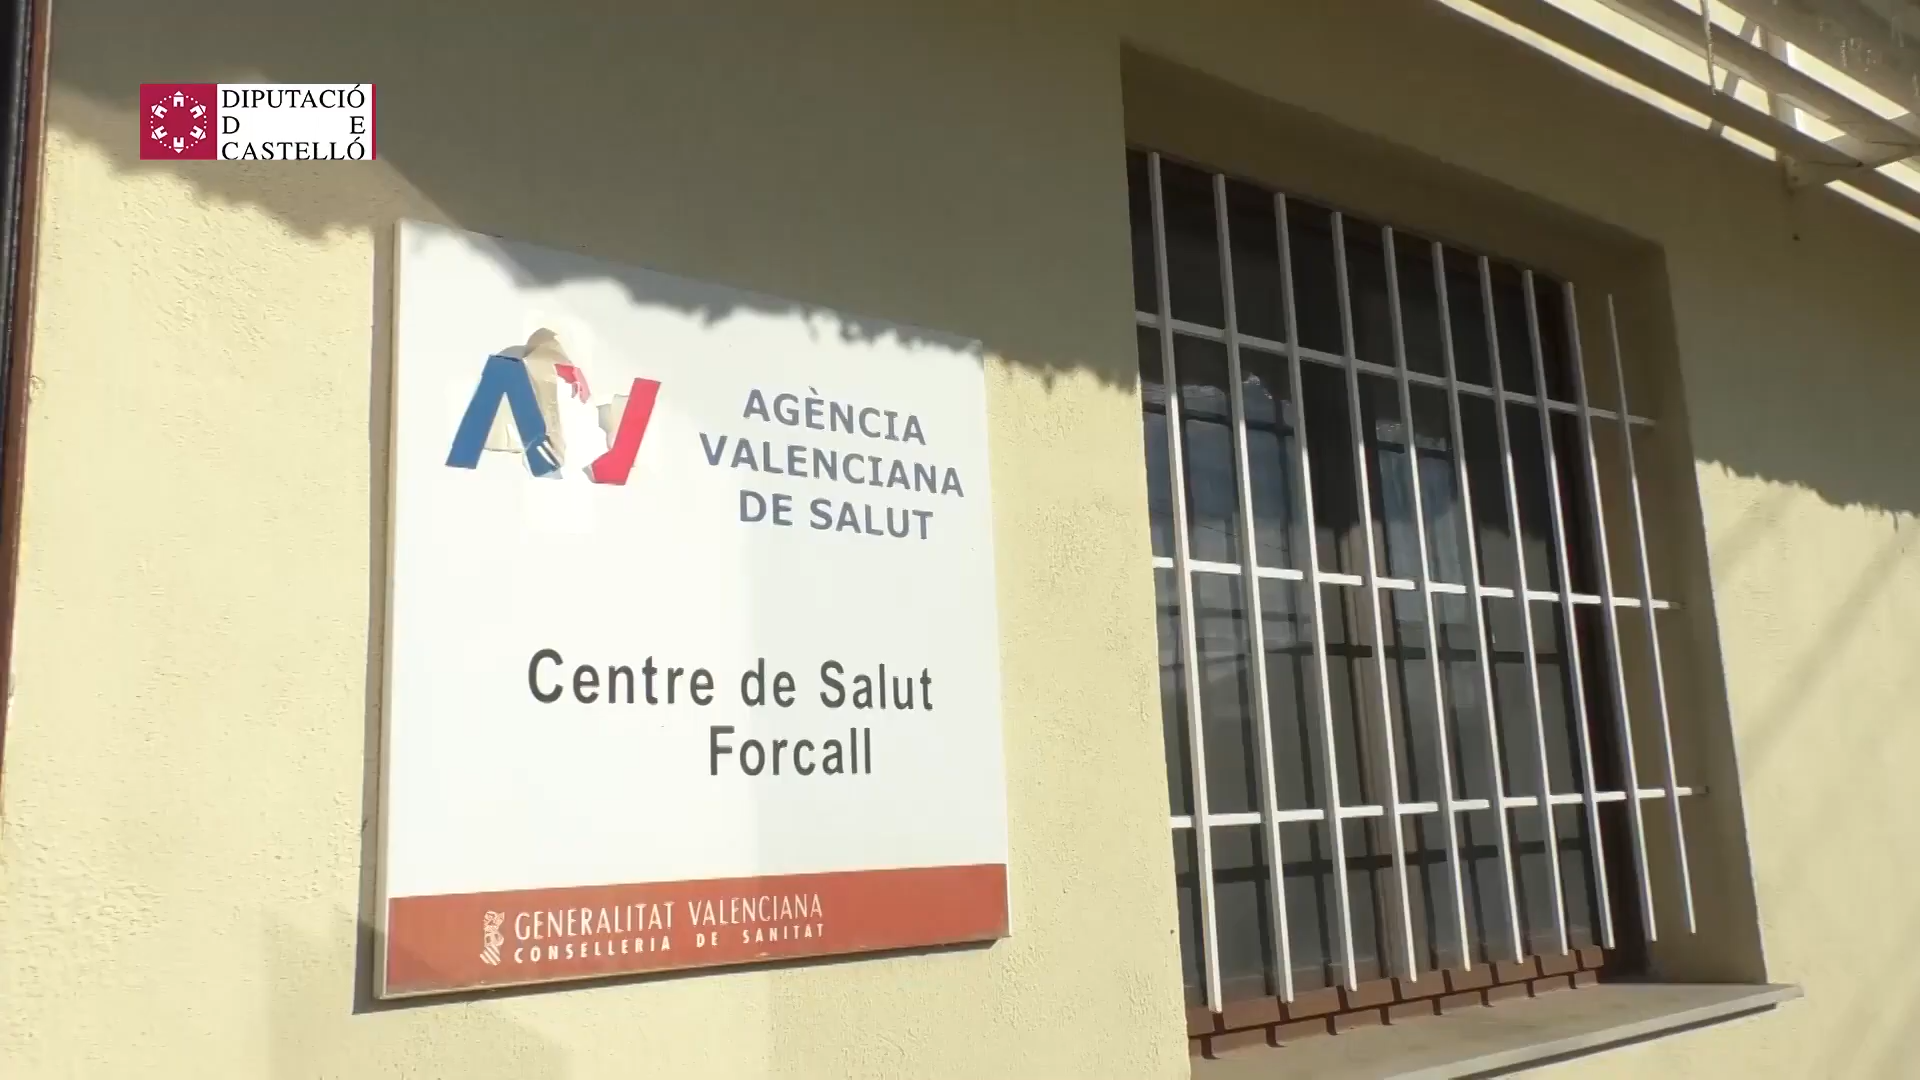 DIPUTACIÓ
D E
CASTELLÓ
AGÈNCIA
VALENCIANA
DE SALUT
Centre de Salut
Forcall
GENERALITAT VALENCIANA
CONSELLERIA DE SANITAT